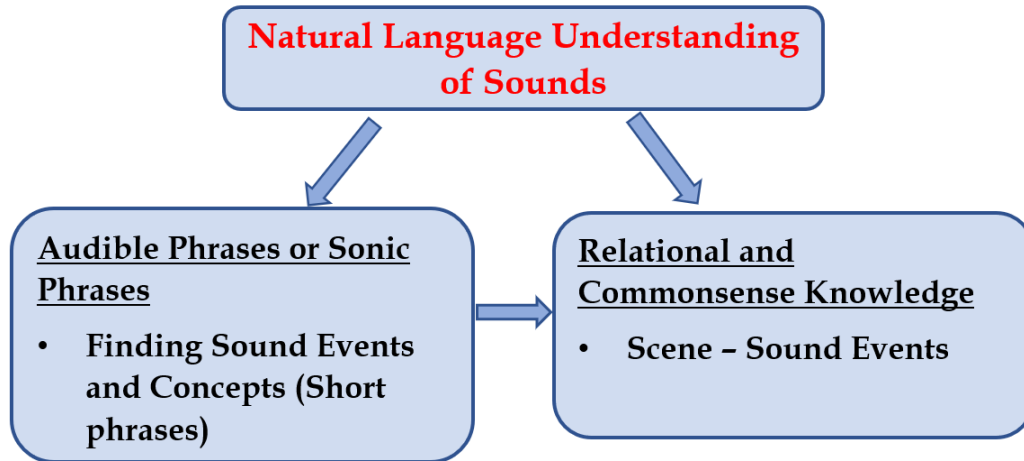 Natural Language Understanding
of Sounds
Audible Phrases or Sonic
Phrases
• Finding Sound Events
and Concepts (Short
phrases)
Relational and
Commonsense Knowledge
• Scene – Sound Events